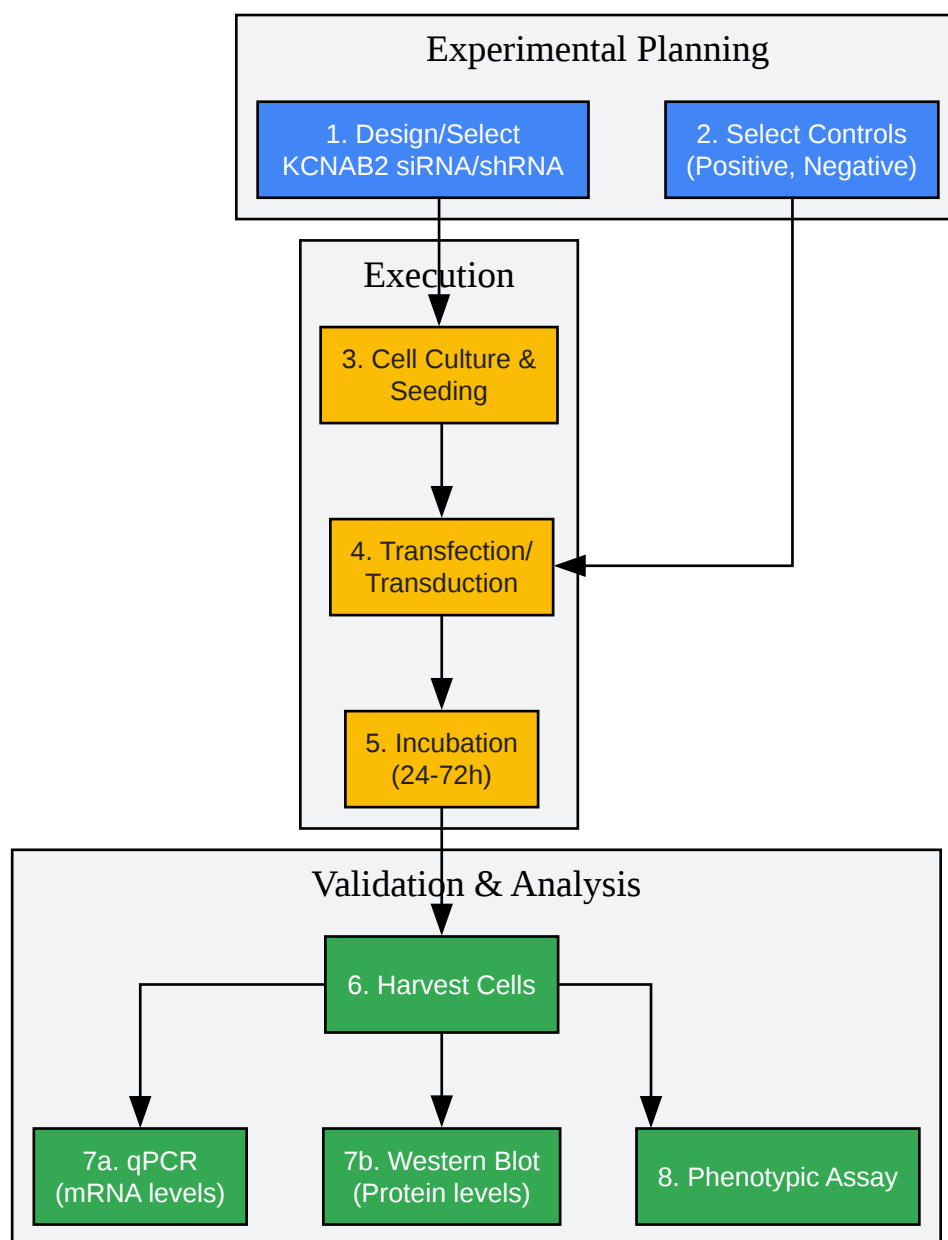 Experimental Planning
1. Design/Select
KCNAB2 siRNA/shRNA
2. Select Controls
(Positive, Negative)
Execution
3. Cell Culture &
Seeding
4. Transfection/
Transduction
5. Incubation
(24-72h)
Validation & Analysis
6. Harvest Cells
7a. qPCR
(mRNA levels)
7b. Western Blot
(Protein levels)
8. Phenotypic Assay